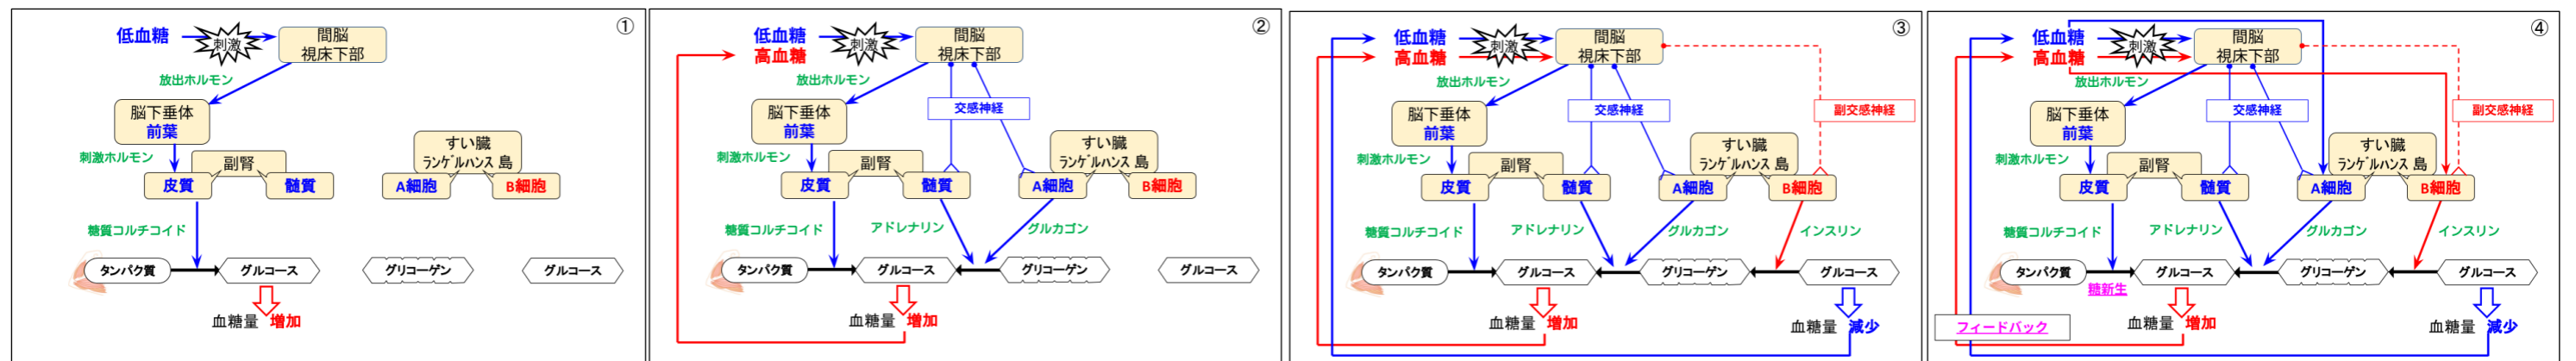 ①
低血糖
刺激
間脳
視床下部
放出ホルモン
脳下垂体
前葉
刺激ホルモン
副腎
皮質
髄質
すい臓
ランゲルハンス島
A細胞
B細胞
糖質コルチコイド
タンパク質
グルコース
グリコーゲン
グルコース
血糖量 増加
②
低血糖
高血糖
刺激
間脳
視床下部
放出ホルモン
交感神経
脳下垂体
前葉
刺激ホルモン
副腎
皮質
髄質
すい臓
ランゲルハンス島
A細胞
B細胞
糖質コルチコイド
アドレナリン
グルカゴン
タンパク質
グルコース
グリコーゲン
グルコース
血糖量 増加
③
低血糖
高血糖
刺激
間脳
視床下部
放出ホルモン
交感神経
副交感神経
脳下垂体
前葉
刺激ホルモン
副腎
皮質
髄質
すい臓
ランゲルハンス島
A細胞
B細胞
糖質コルチコイド
アドレナリン
グルカゴン
インスリン
タンパク質
グルコース
グリコーゲン
グルコース
血糖量 増加
血糖量 減少
④
低血糖
高血糖
刺激
間脳
視床下部
放出ホルモン
交感神経
副交感神経
脳下垂体
前葉
刺激ホルモン
副腎
皮質
髄質
すい臓
ランゲルハンス島
A細胞
B細胞
糖質コルチコイド
アドレナリン
グルカゴン
インスリン
タンパク質
グルコース
グリコーゲン
グルコース
糖新生
フィードバック
血糖量 増加
血糖量 減少